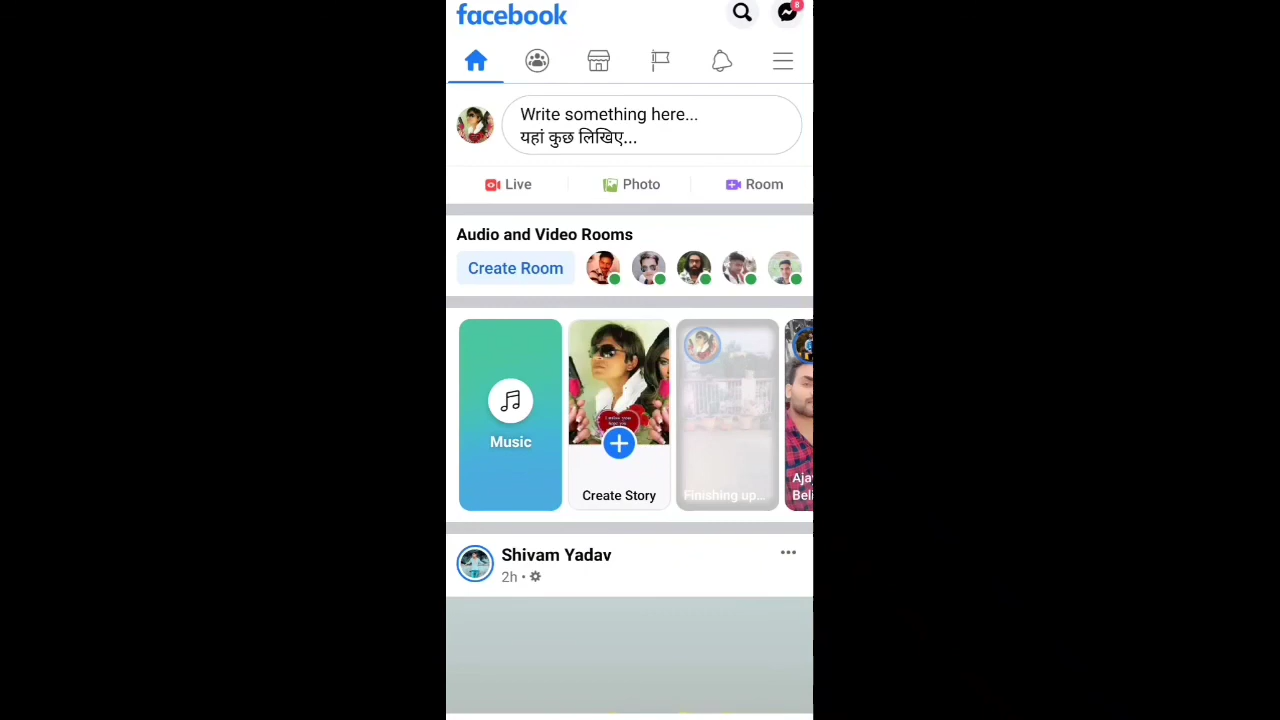 facebook
8
Write something here...
यहां कुछ लिखिए...
Live
Photo
Room
Audio and Video Rooms
Create Room
Music
Create Story
Finishing up...
Shivam Yadav
2h